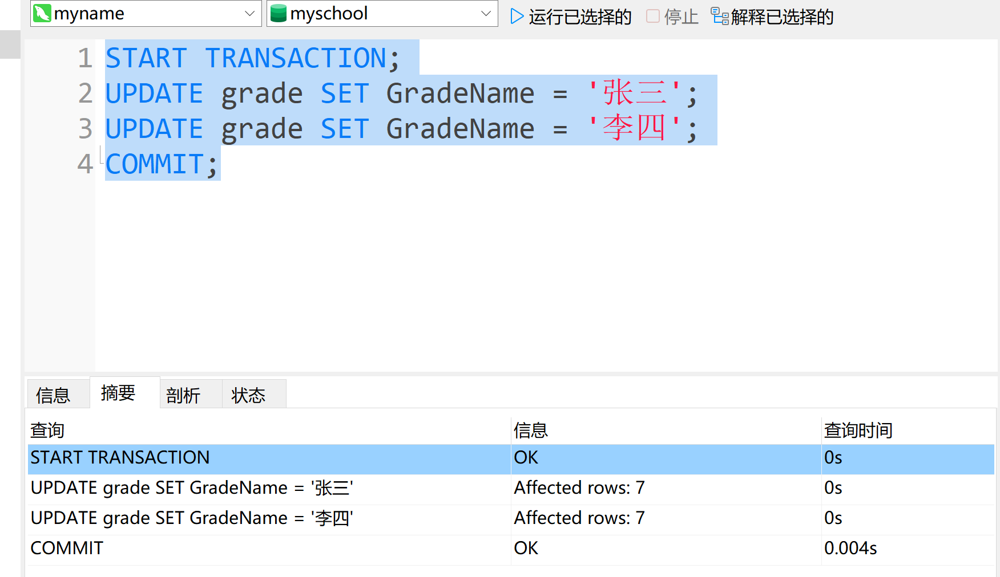 myname myschool 运行已选择的 停止 解释已选择的
1 START TRANSACTION;
2 UPDATE grade SET GradeName = '张三';
3 UPDATE grade SET GradeName = '李四';
4 COMMIT;
信息 摘要 剖析 状态
查询 信息 查询时间
START TRANSACTION OK 0s
UPDATE grade SET GradeName = '张三' Affected rows: 7 0s
UPDATE grade SET GradeName = '李四' Affected rows: 7 0s
COMMIT OK 0.004s